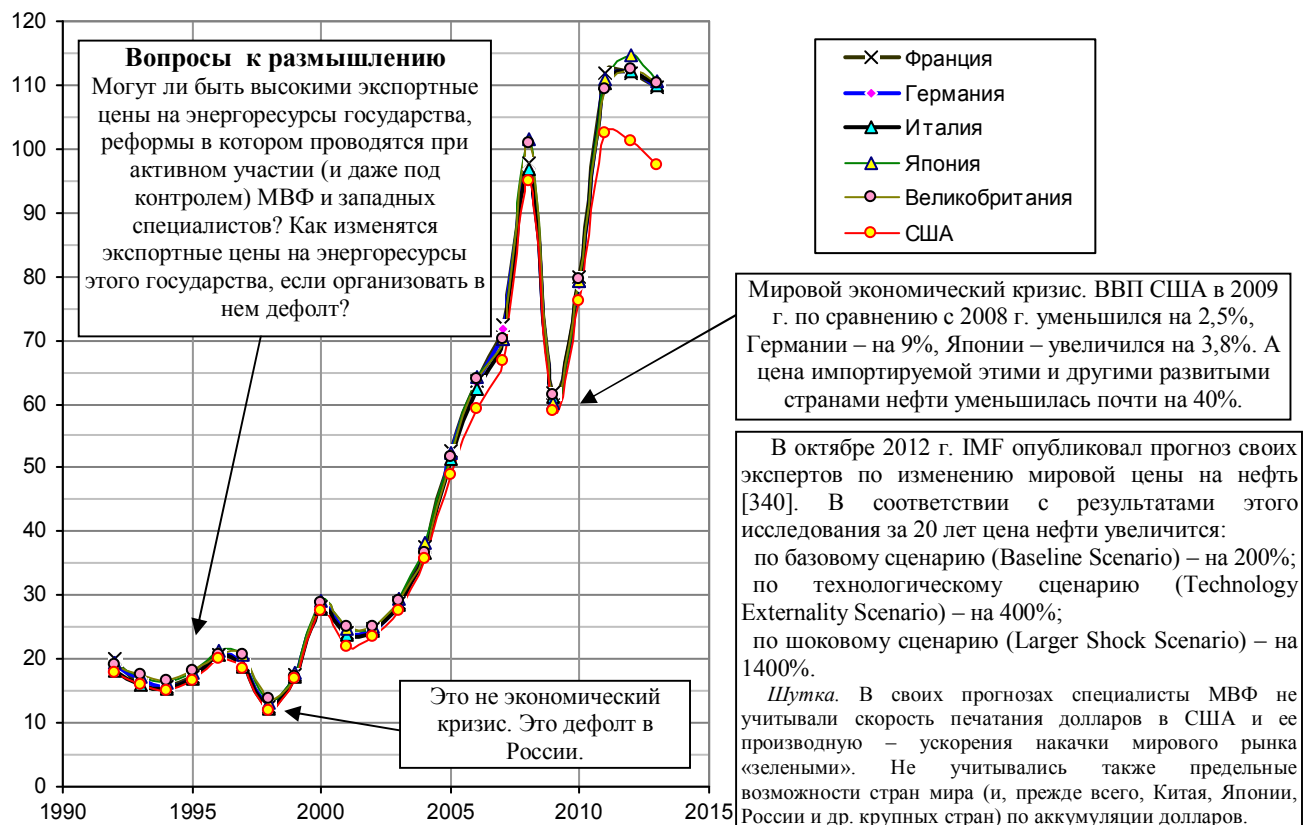 120
115
110
100
90
80
70
60
50
40
30
20
10
0
1990
1995
2000
2005
2010
2015
Вопросы к размышлению
Могут ли быть высокими экспортные
цены на энергоресурсы государства,
реформы в котором проводятся при
активном участии (и даже под
контролем) МВФ и западных
специалистов? Как изменятся
экспортные цены на энергоресурсы
этого государства, если организовать в
нем дефолт?
Франция
Германия
Италия
Япония
Великобритания
США
Мировой экономический кризис. ВВП США в 2009
г. по сравнению с 2008 г. уменьшился на 2,5%,
Германии – на 9%, Японии – увеличился на 3,8%. А
цена импортируемой этими и другими развитыми
странами нефти уменьшилась почти на 40%.
Это не экономический
кризис. Это дефолт в
России.
В октябре 2012 г. IMF опубликовал прогноз своих
экспертов по изменению мировой цены на нефть
[340]. В соответствии с результатами этого
исследования за 20 лет цена нефти увеличится:
по базовому сценарию (Baseline Scenario) – на 200%;
по технологическому сценарию (Technology
Externality Scenario) – на 400%;
по шоковому сценарию (Larger Shock Scenario) – на
1400%.
Шутка. В своих прогнозах специалисты МВФ не
учитывали скорость печатания долларов в США и ее
производную – ускорения накачки мирового рынка
«зелеными». Не учитывались также предельные
возможности стран мира (и, прежде всего, Китая, Японии,
России и др. крупных стран) по аккумуляции долларов.